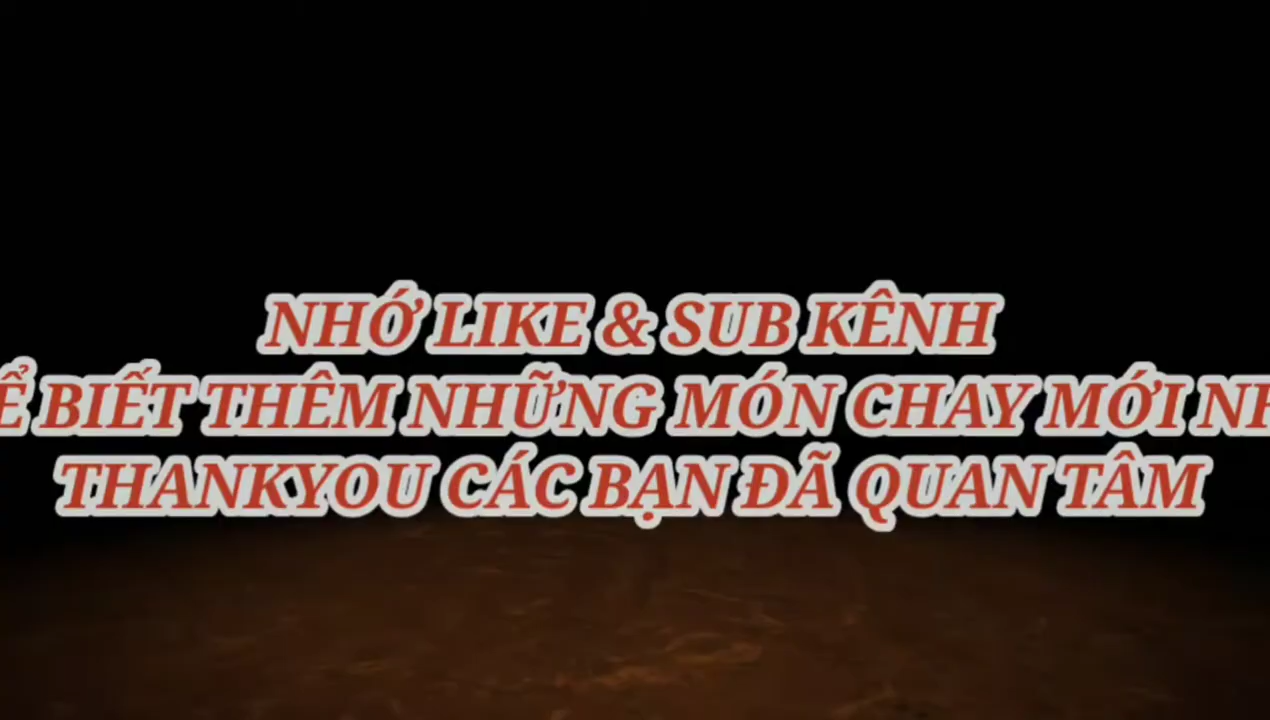 NHỚ LIKE & SUB KÊNH
BIẾT THÊM NHỮNG MÓN CHAY MỚI
THANKYOU CÁC BẠN ĐÃ QUAN TÂM